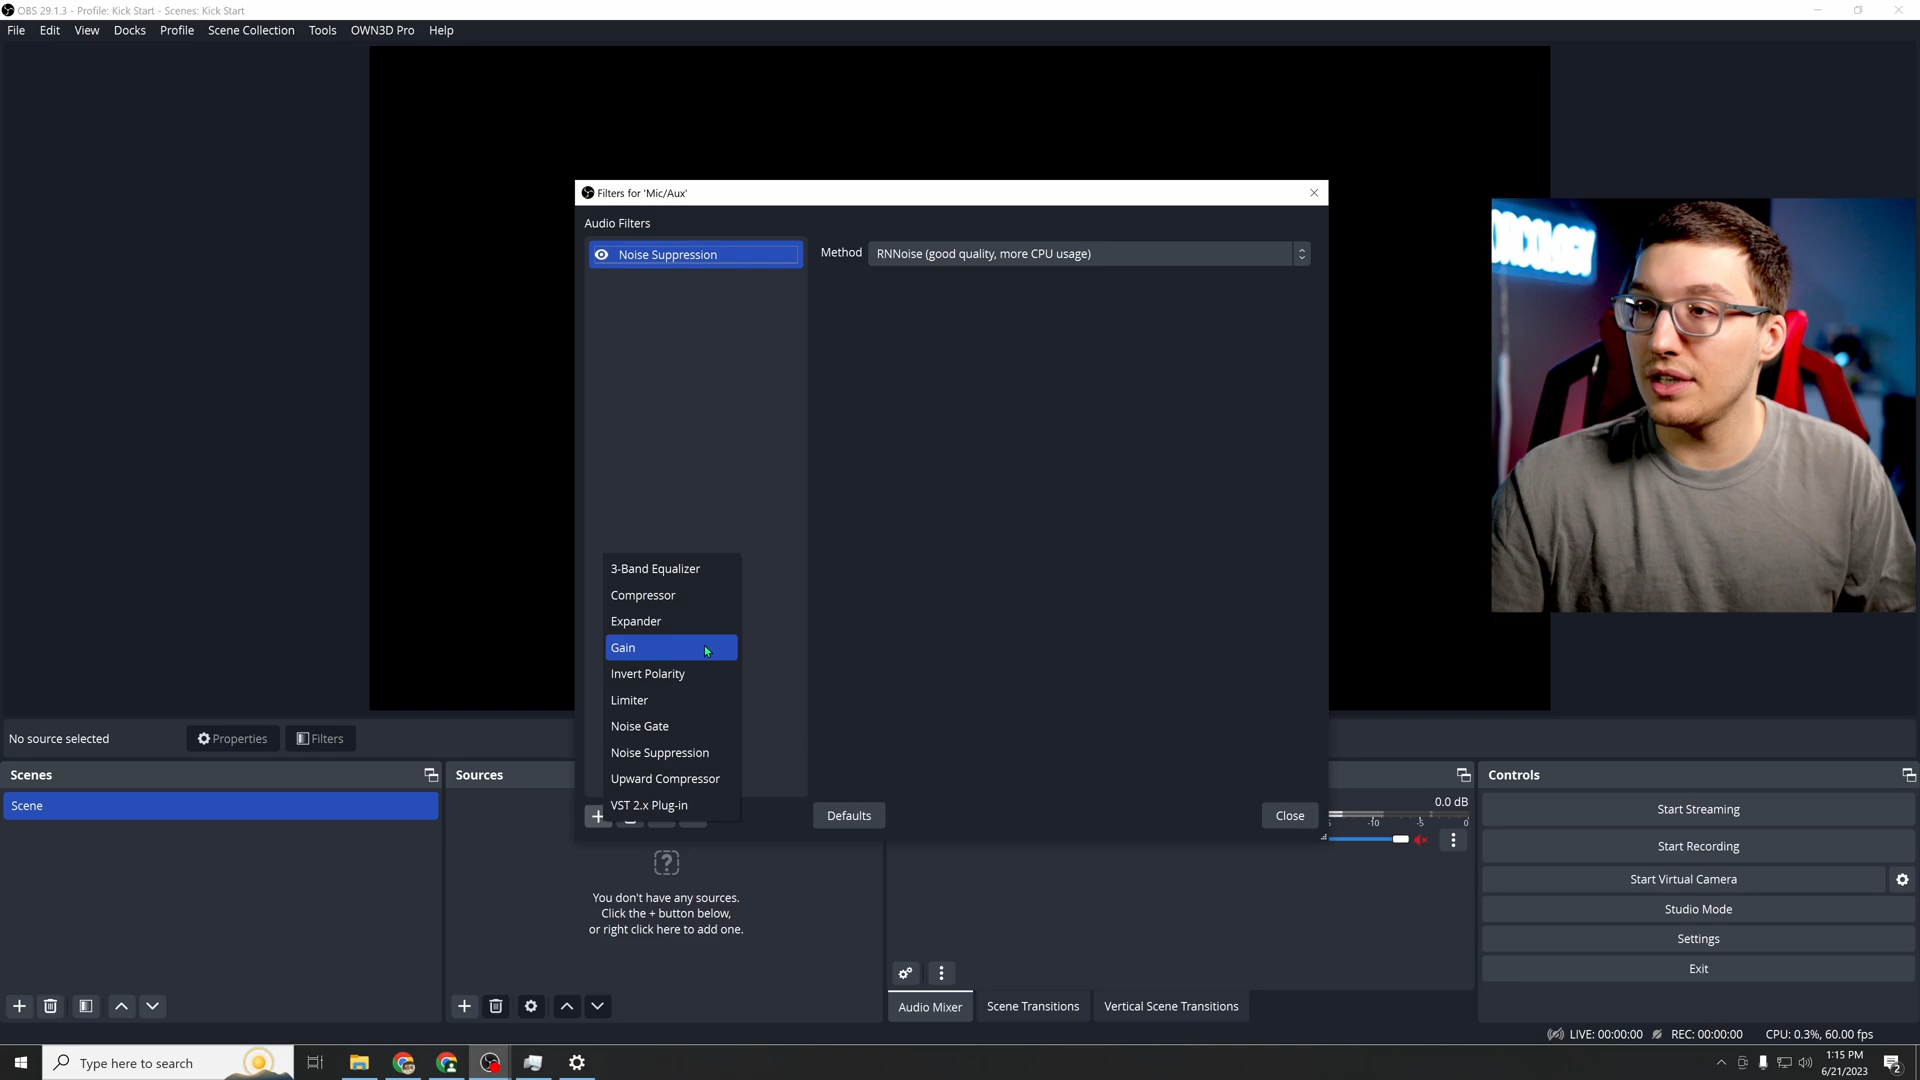 OBS 29.1.3 - Profile: Kick Start - Scenes: Kick Start
File Edit View Docks Profile Scene Collection Tools OWN3D Pro Help
Filters for 'Mic/Aux'
Audio Filters
Noise Suppression
Method RNNoise (good quality, more CPU usage)
3-Band Equalizer
Compressor
Expander
Gain
Invert Polarity
Limiter
Noise Gate
Noise Suppression
Upward Compressor
VST 2.x Plug-in
Defaults
Close
No source selected
Properties
Filters
Scenes
Scene
Sources
You don't have any sources.
Click the + button below,
or right click here to add one.
0.0 dB
-10 -5 0
Audio Mixer Scene Transitions Vertical Scene Transitions
Controls
Start Streaming
Start Recording
Start Virtual Camera
Studio Mode
Settings
Exit
LIVE: 00:00:00 REC: 00:00:00 CPU: 0.3%, 60.00 fps
Type here to search
1:15 PM
6/21/2023
2